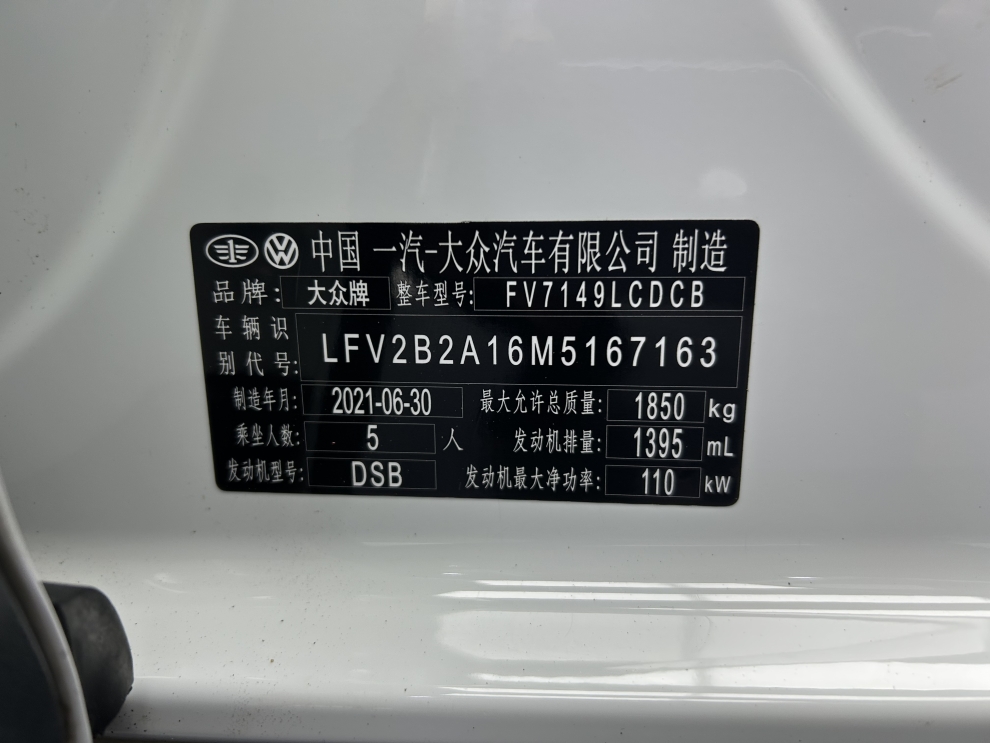 中国 一汽-大众汽车有限公司 制造
品牌: 大众牌 整车型号: FV7149LCDCB
车辆识别代号: LFV2B2A16M5167163
制造年月: 2021-06-30 最大允许总质量: 1850 kg
乘坐人数: 5 人 发动机排量: 1395 mL
发动机型号: DSB 发动机最大净功率: 110 kW